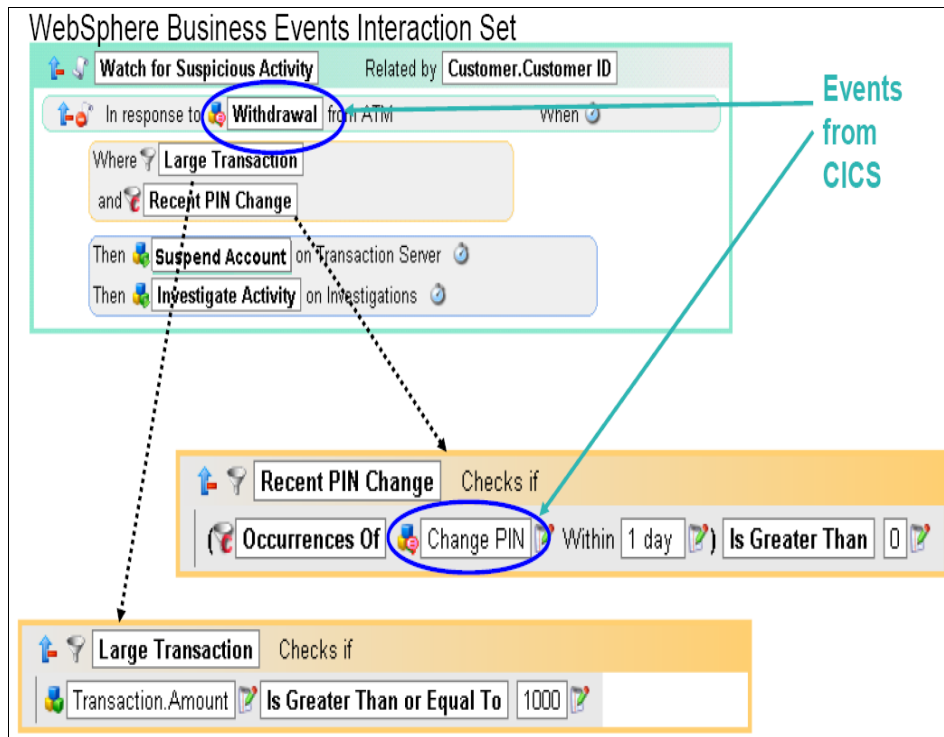 WebSphere Business Events Interaction Set
Watch for Suspicious Activity Related by Customer.Customer ID
In response to Withdrawal from ATM When
Where Large Transaction
and Recent PIN Change
Then Suspend Account on Transaction Server
Then Investigate Activity on Investigations
Events
from
CICS
Recent PIN Change Checks if
( Occurrences Of Change PIN Within 1 day ) Is Greater Than 0
Large Transaction Checks if
Transaction.Amount Is Greater Than or Equal To 1000